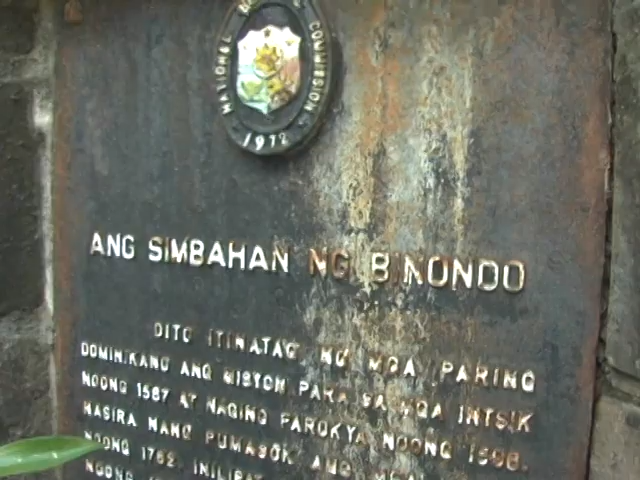 NATIONAL COMMISSION
1972
ANG SIMBAHAN NG BINONDO
DITO ITINATAG NG MGA PARING
DOMINIKANO ANG MISYON PARA SA MGA INTSIK
NOONG 1587 AT NAGING PAROKYA NOONG 1596.
NASIRA NANG PUMASOK ANG
NOONG 1762. INILIPAT
NOONG